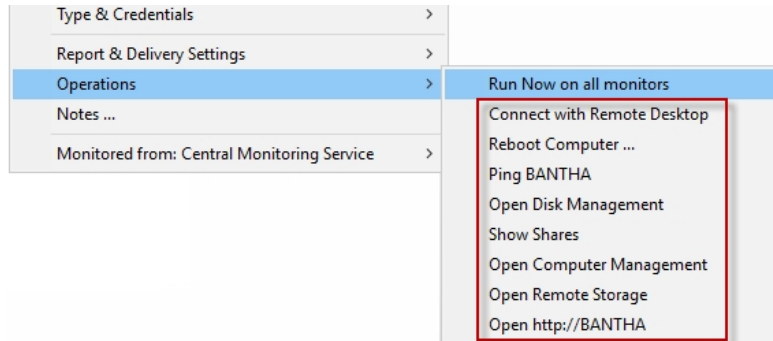 Type & Credentials
Report & Delivery Settings
Operations
Notes ...
Monitored from: Central Monitoring Service
Run Now on all monitors
Connect with Remote Desktop
Reboot Computer ...
Ping BANTHA
Open Disk Management
Show Shares
Open Computer Management
Open Remote Storage
Open http://BANTHA